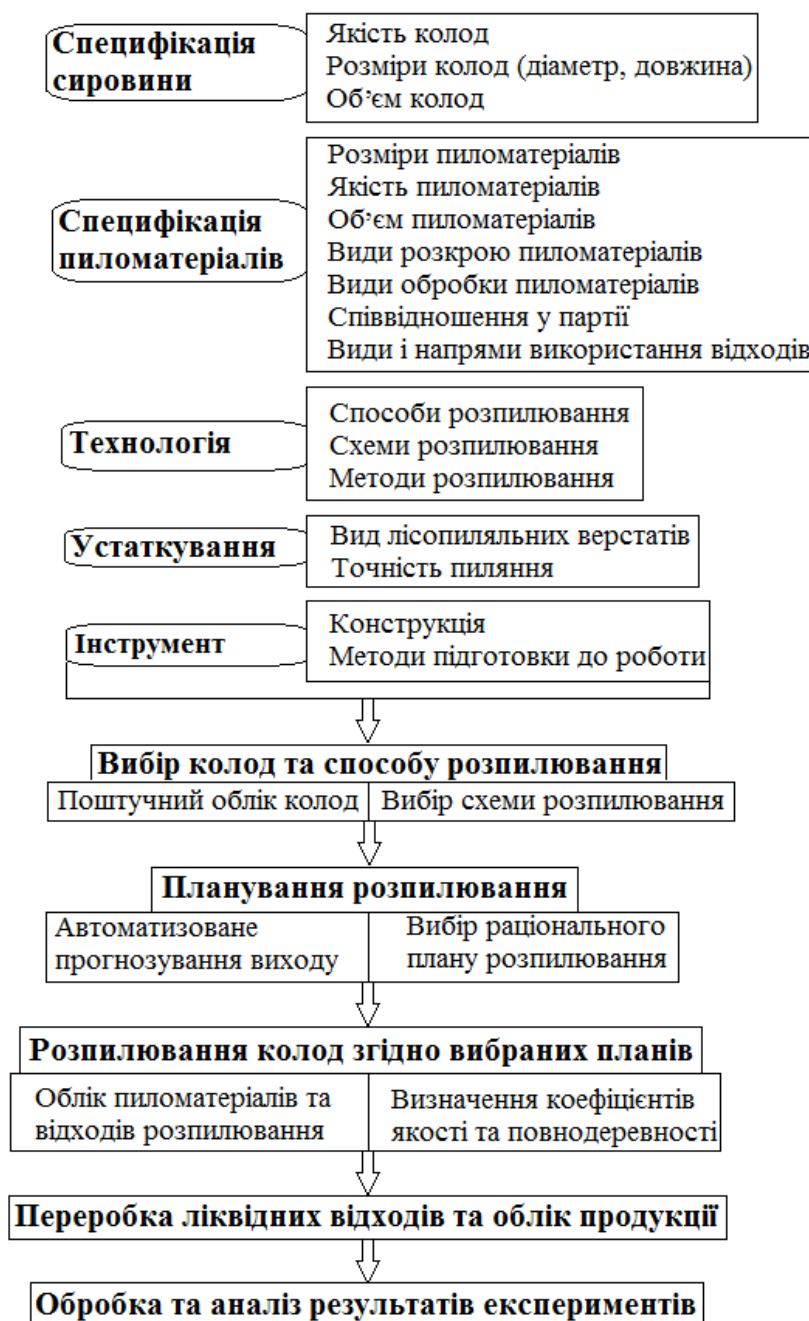 Специфікація
сировини
Якість колод
Розміри колод (діаметр, довжина)
Об’єм колод
Специфікація
пиломатеріалів
Розміри пиломатеріалів
Якість пиломатеріалів
Об’єм пиломатеріалів
Види розкрою пиломатеріалів
Види обробки пиломатеріалів
Співвідношення у партії
Види і напрями використання відходів
Технологія
Способи розпилювання
Схеми розпилювання
Методи розпилювання
Устаткування
Вид лісопиляльних верстатів
Точність пиляння
Інструмент
Конструкція
Методи підготовки до роботи
Вибір колод та способу розпилювання
Поштучний облік колод
Вибір схеми розпилювання
Планування розпилювання
Автоматизоване
прогнозування виходу
Вибір раціонального
плану розпилювання
Розпилювання колод згідно вибраних планів
Облік пиломатеріалів та
відходів розпилювання
Визначення коефіцієнтів
якості та повнодеревності
Переробка ліквідних відходів та облік продукції
Обробка та аналіз результатів експериментів